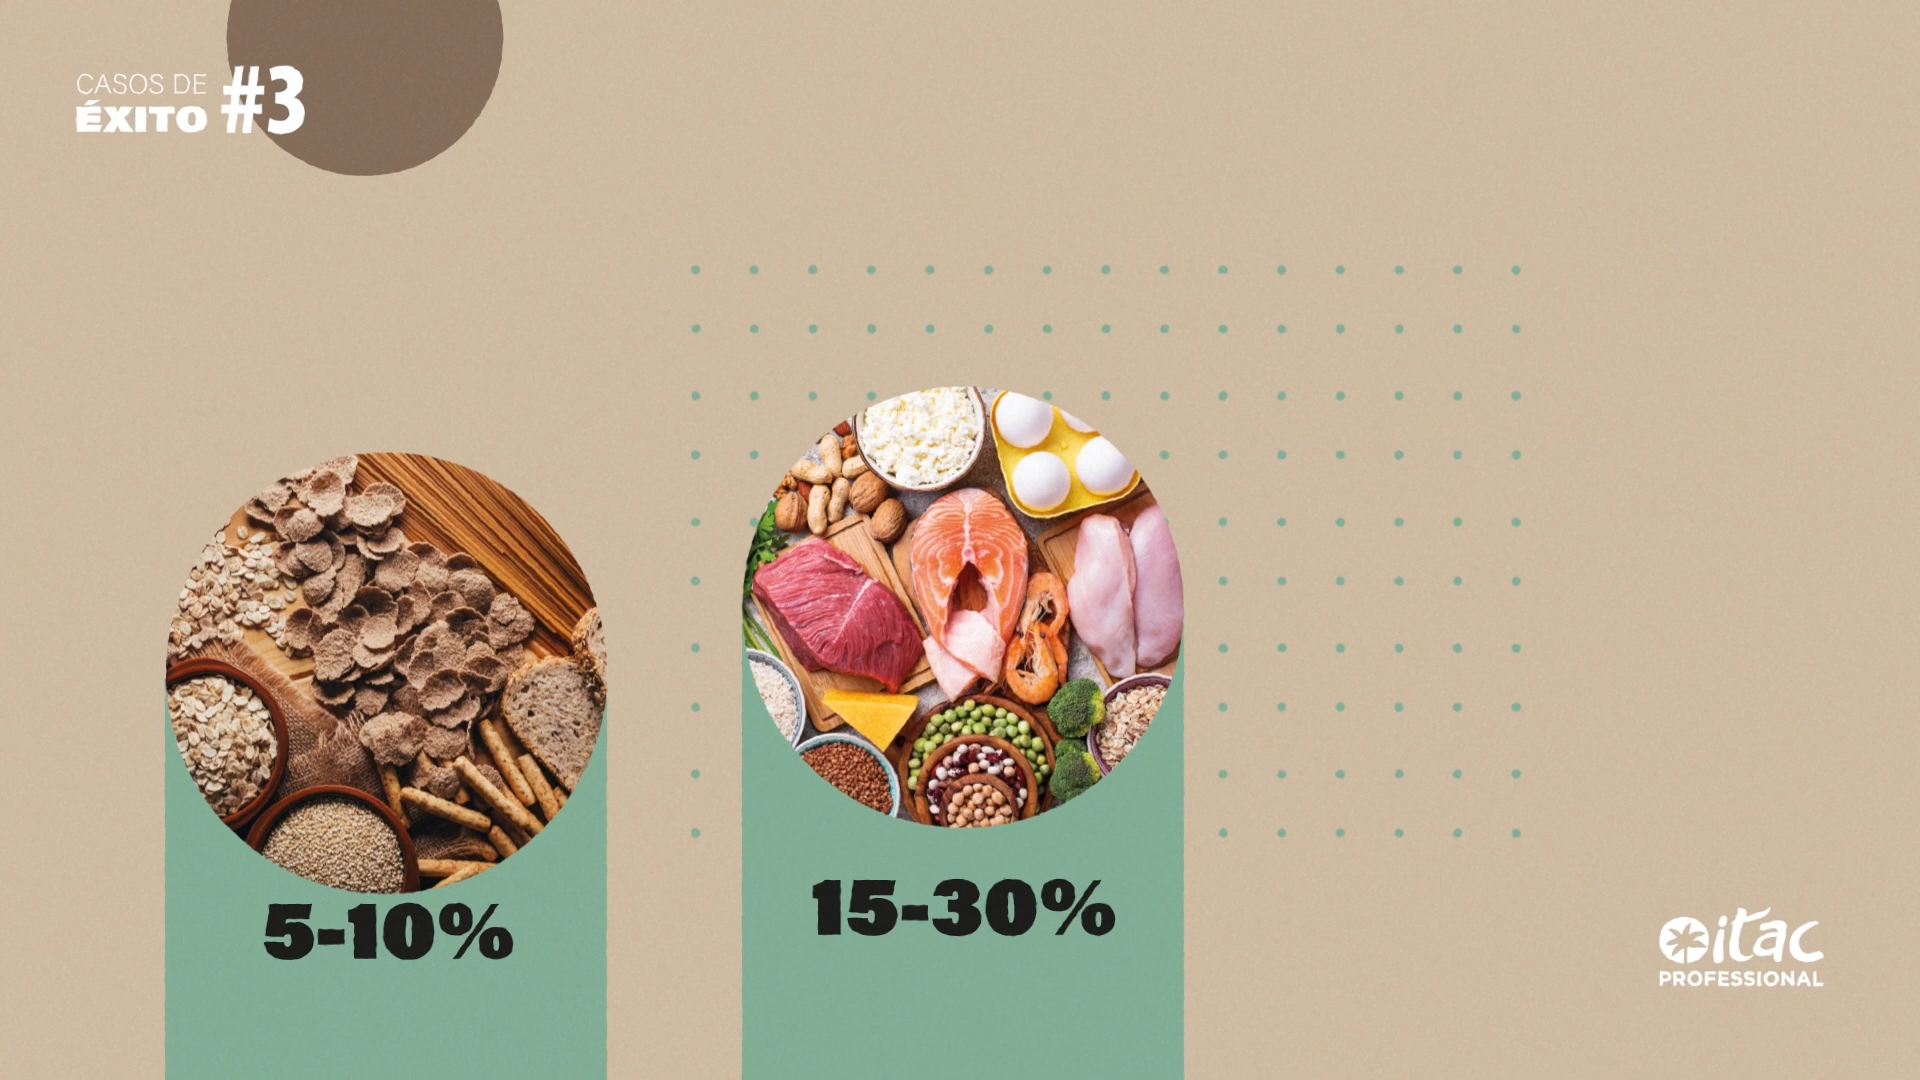 CASOS DE
ÉXITO #3
5-10%
15-30%
itac
PROFESSIONAL